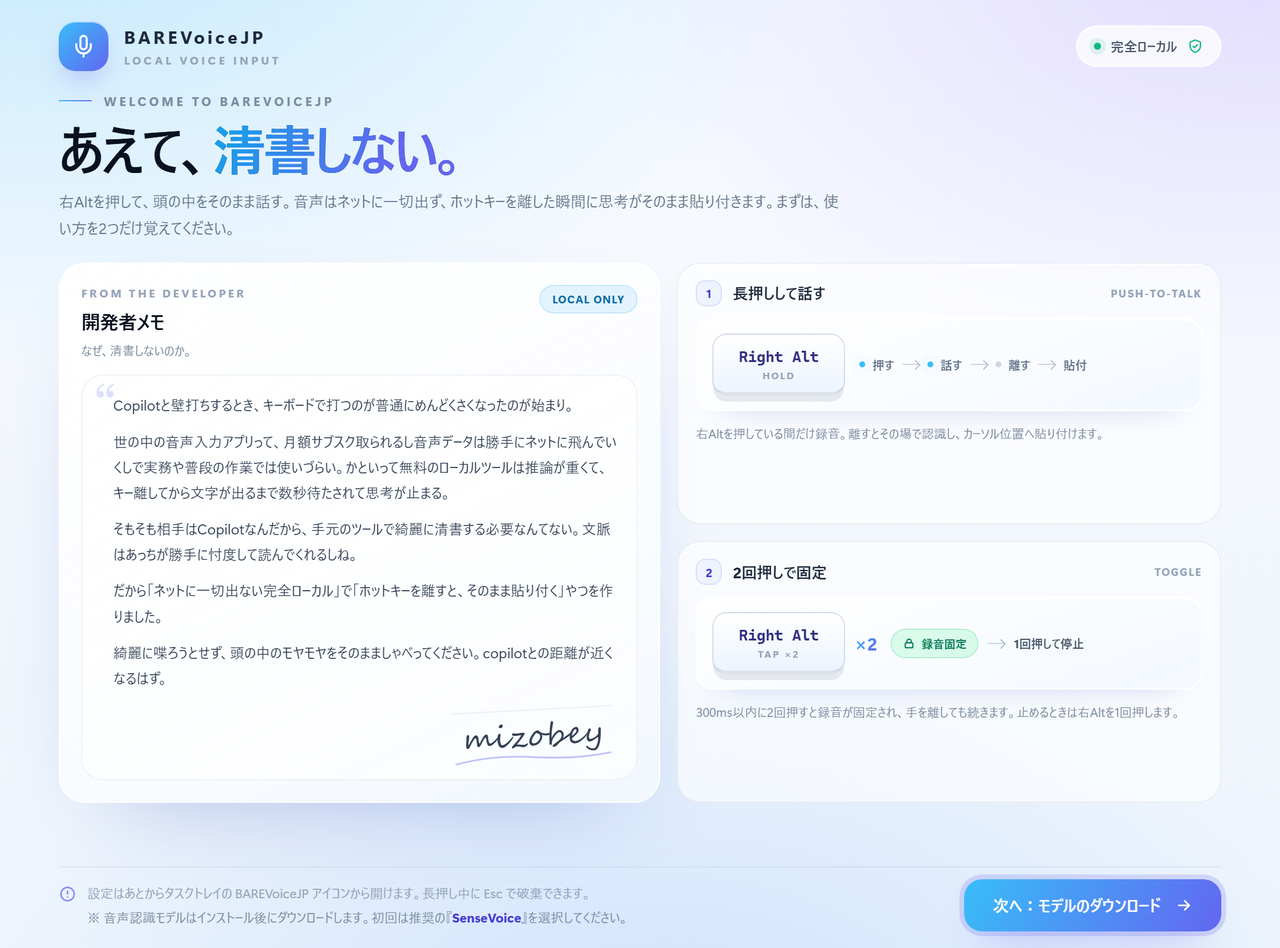 BAREVoiceJP
LOCAL VOICE INPUT
完全ローカル
WELCOME TO BAREVOICEJP
あえて、清書しない。
右Altを押して、頭の中をそのまま話す。音声はネットに一切出ず、ホットキーを離した瞬間に思考がそのまま貼り付きます。まずは、使
い方を2つだけ覚えてください。
FROM THE DEVELOPER
LOCAL ONLY
開発者メモ
なぜ、清書しないのか。
“
Copilotと壁打ちするとき、キーボードで打つのが普通にめんどくさくなったのが始まり。
世の中の音声入力アプリって、月額サブスク取られるし音声データは勝手にネットに飛んでい
くしで実務や普段の作業では使いづらい。かといって無料のローカルツールは推論が重くて、
キー離してから文字が出るまで数秒待たされて思考が止まる。
そもそも相手はCopilotなんだから、手元のツールで綺麗に清書する必要なんてない。文脈
はあっちが勝手に忖度して読んでくれるしね。
だから「ネットに一切出ない完全ローカル」で「ホットキーを離すと、そのまま貼り付く」やつを作
りました。
綺麗に喋ろうとせず、頭の中のモヤモヤをそのまましゃべってください。copilotとの距離が近く
なるはず。
mizobey
1 長押しして話す
PUSH-TO-TALK
Right Alt
HOLD
押す → 話す → 離す → 貼付
右Altを押している間だけ録音。離すとその場で認識し、カーソル位置へ貼り付けます。
2 2回押しで固定
TOGGLE
Right Alt
TAP ×2
×2 録音固定 → 1回押して停止
300ms以内に2回押すと録音が固定され、手を離しても続きます。止めるときは右Altを1回押します。
設定はあとからタスクトレイの BAREVoiceJP アイコンから開けます。長押し中に Esc で破棄できます。
※ 音声認識モデルはインストール後にダウンロードします。初回は推奨の『SenseVoice』を選択してください。
次へ：モデルのダウンロード →